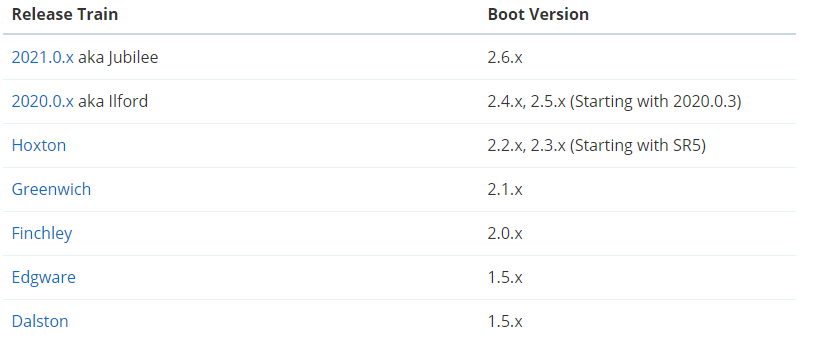 Release Train Boot Version
2021.0.x aka Jubilee 2.6.x
2020.0.x aka Ilford 2.4.x, 2.5.x (Starting with 2020.0.3)
Hoxton 2.2.x, 2.3.x (Starting with SR5)
Greenwich 2.1.x
Finchley 2.0.x
Edgware 1.5.x
Dalston 1.5.x